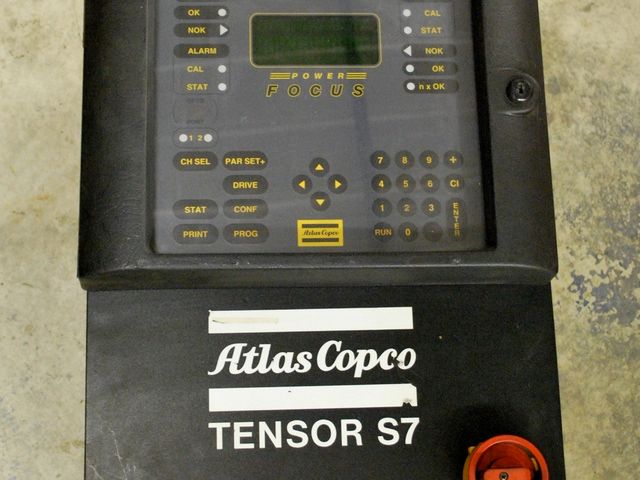 OK
NOK
ALARM
CAL
STAT
1 2
CH SEL PAR SET+
DRIVE
STAT CONF
PRINT PROG
POWER
FOCUS
Atlas Copco
CAL
STAT
NOK
OK
n x OK
7 8 9 +
4 5 6 CI
1 2 3
RUN 0
ENTER
Atlas Copco
TENSOR S7